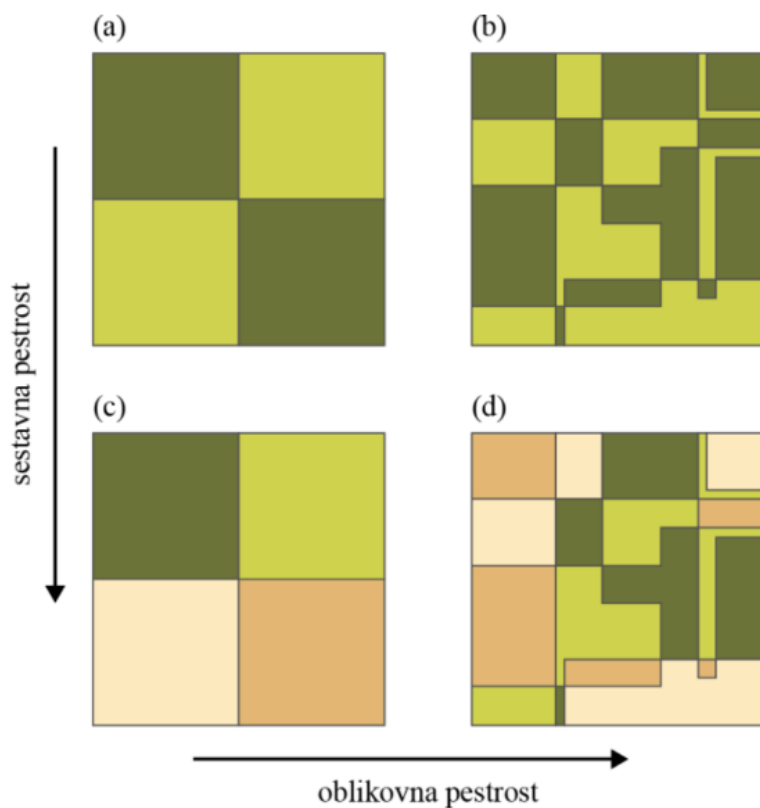 (a)
(b)
sestavna pestrost
(c)
(d)
oblikovna pestrost